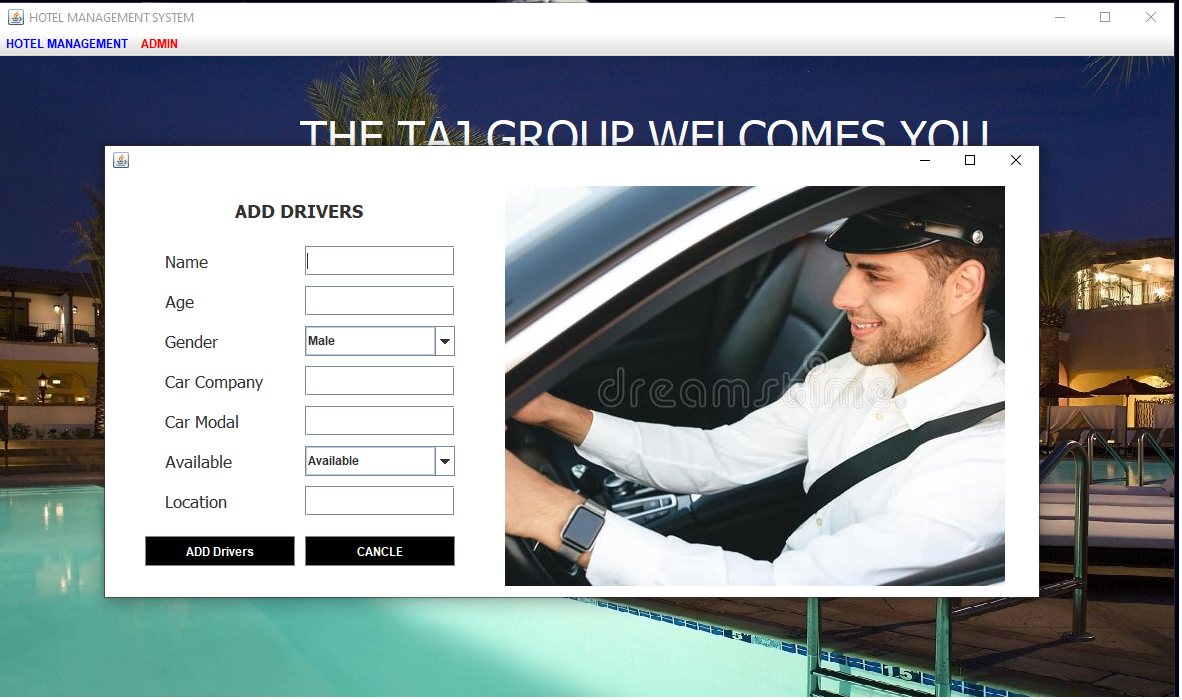 HOTEL MANAGEMENT SYSTEM
HOTEL MANAGEMENT ADMIN
THE TAJ GROUP WELCOMES YOU
ADD DRIVERS
Name
Age
Gender Male
Car Company
Car Modal
Available Available
Location
ADD Drivers CANCLE
dreamstime